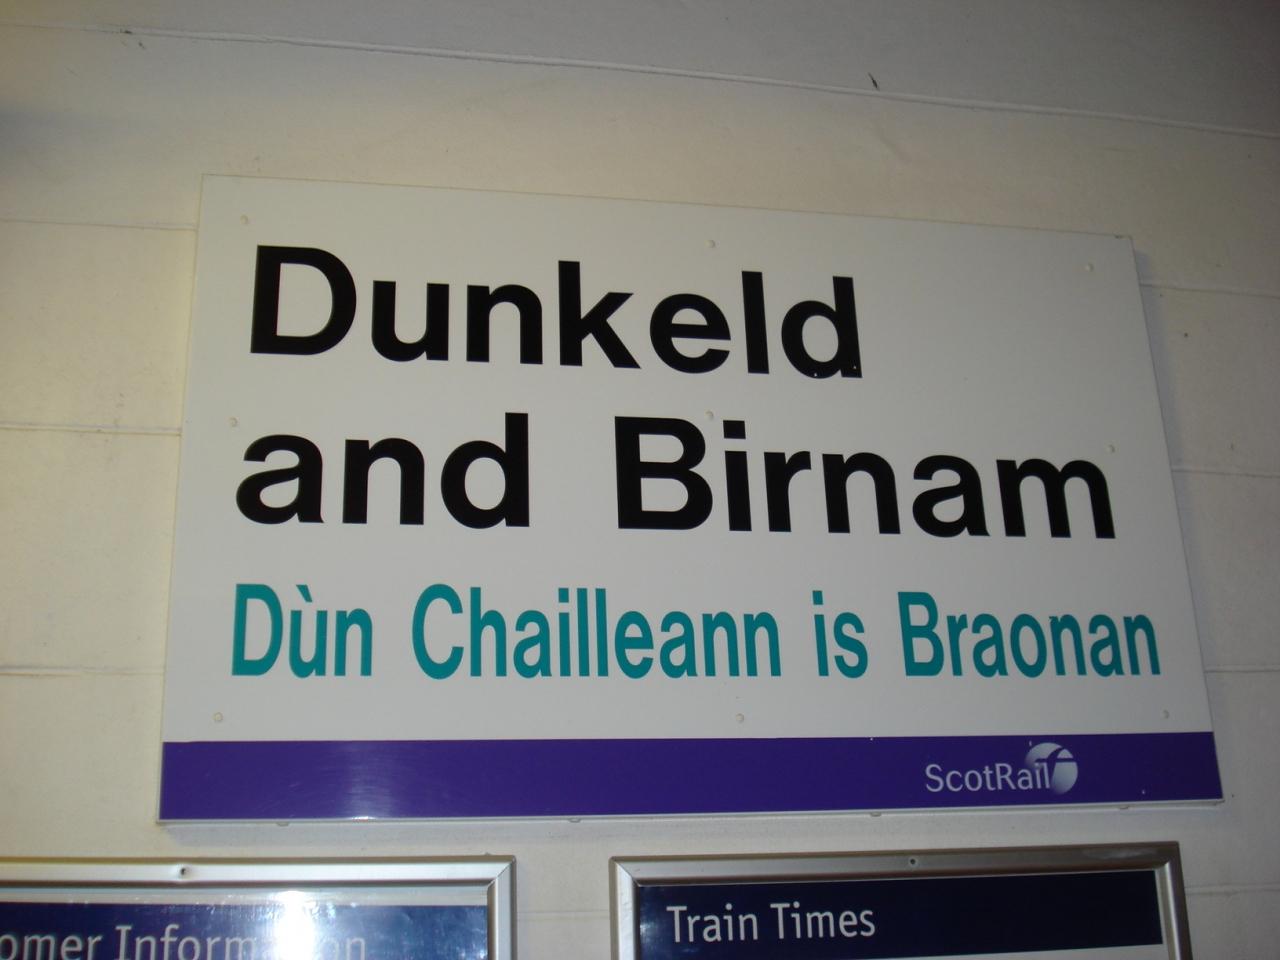 Dunkeld
and Birnam
Dùn Chailleann is Braonan
ScotRail
Train Times